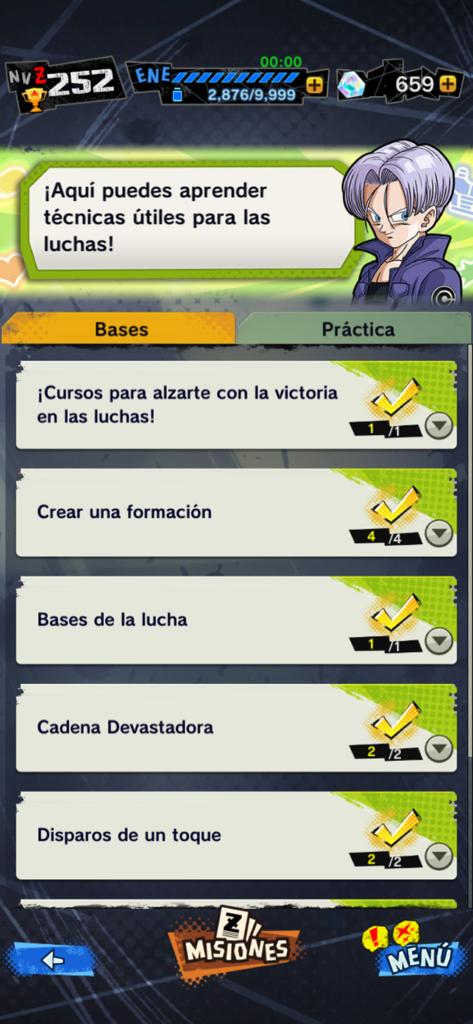 NV Z 252
ENE
00:00
2,876/9,999
659
¡Aquí puedes aprender
técnicas útiles para las
luchas!
Bases
Práctica
¡Cursos para alzarte con la victoria
en las luchas!
1/1
Crear una formación
4/4
Bases de la lucha
1/1
Cadena Devastadora
2/2
Disparos de un toque
2/2
Z
MISIONES
MENÚ